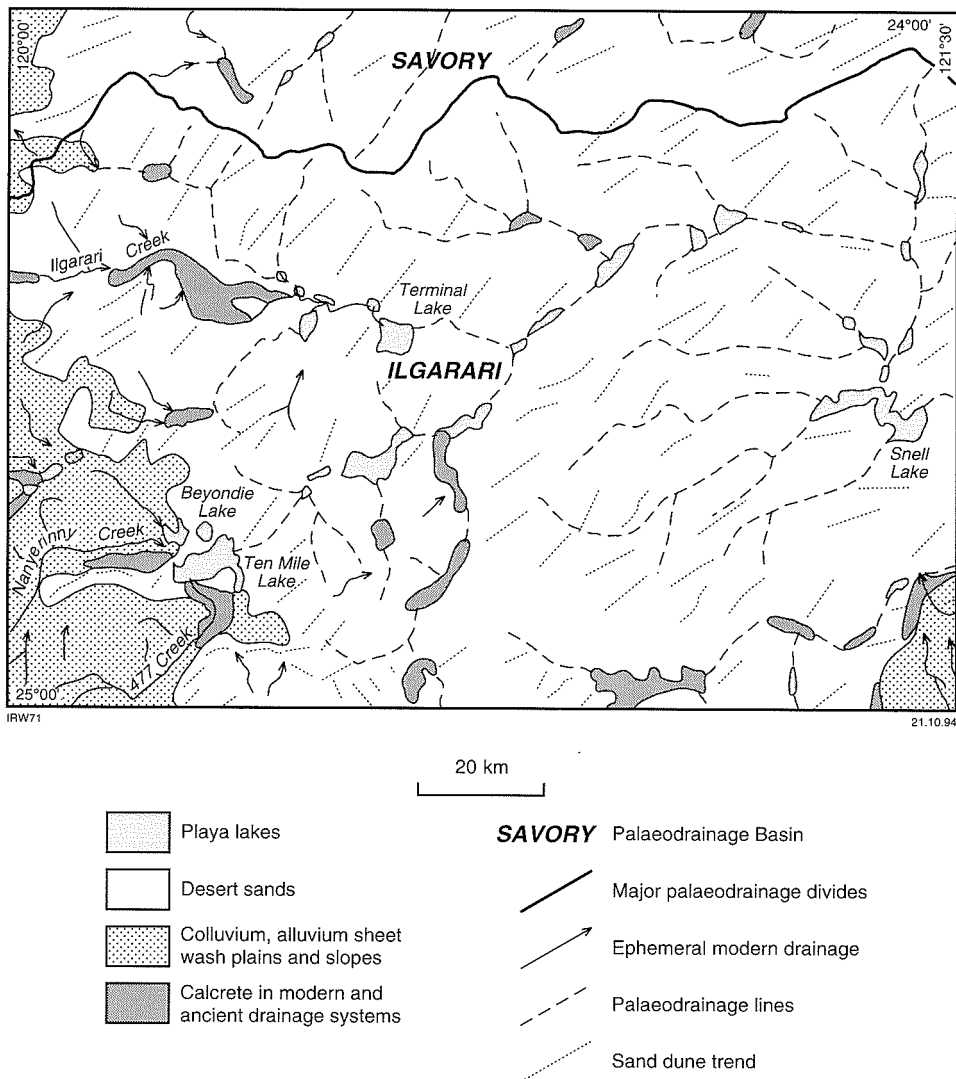 120°00'
24°00'
121°30'
SAVORY
Ilgarari Creek
Terminal
Lake
ILGARARI
Snell
Lake
Beyondie
Lake
Nanyerinny Creek
Ten Mile
Lake
477 Creek
25°00'
IRW71
21.10.94
20 km
Playa lakes
Desert sands
Colluvium, alluvium sheet
wash plains and slopes
Calcrete in modern and
ancient drainage systems
SAVORY Palaeodrainage Basin
Major palaeodrainage divides
Ephemeral modern drainage
Palaeodrainage lines
Sand dune trend